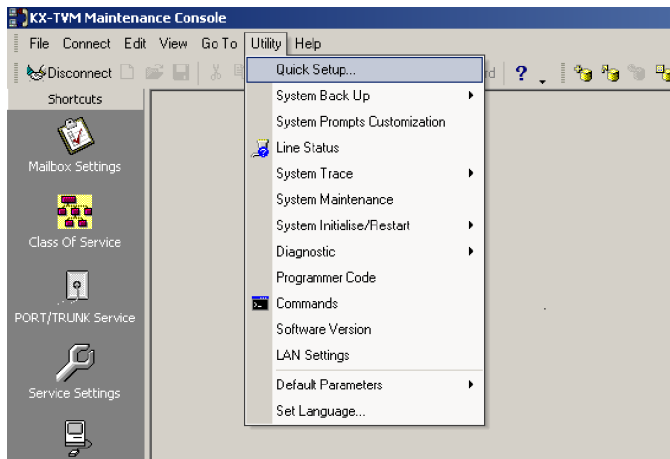 KX-TVM Maintenance Console
File Connect Edit View Go To Utility Help
Disconnect ?
Shortcuts
Mailbox Settings
Class Of Service
PORT/TRUNK Service
Service Settings
Quick Setup...
System Back Up
System Prompts Customization
Line Status
System Trace
System Maintenance
System Initialise/Restart
Diagnostic
Programmer Code
Commands
Software Version
LAN Settings
Default Parameters
Set Language...